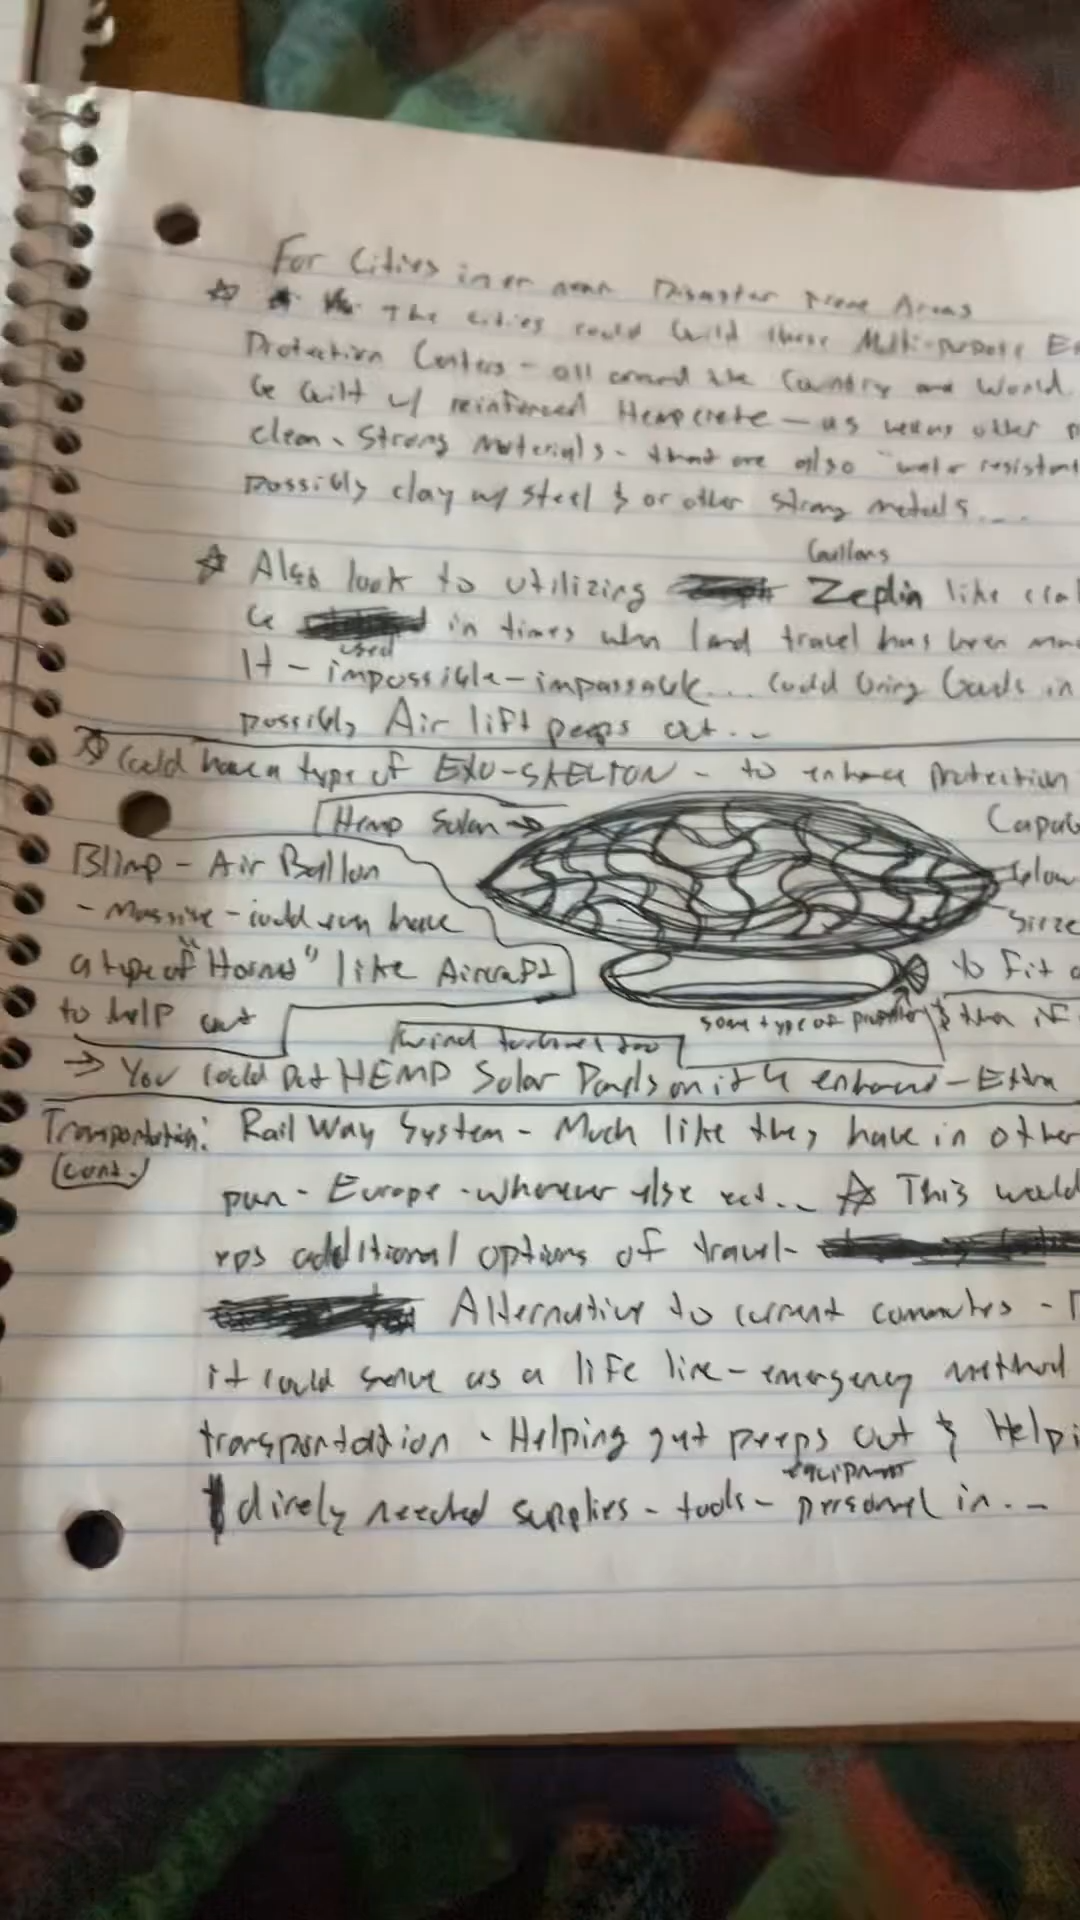 For Cities in or near Disaster Prone Areas
The cities could build these Multi-purpose
Protection Centers - all around the Country and World.
be built w/ reinforced Hempcrete - as other
clean, strong Materials - that are also "water resistant
possibly clay w/ steel & or other strong metals....
Also look to utilizing Zeplin like
be used in times when land travel has been
It - impossible - impassable... could bring Goods in
possibly Air lift peeps out...
Could have a type of EXO-SKELTON - to enhance protection
Hemp Solar
Blimp - Air Ballon
- Massive - could even have
a type of "Hornet" like Aircraft
to help out
to Fit
some type of & then if
wind turbines too
→ You could put HEMP Solar Panels on it enhance - Extra
Transportation: Rail Way System - Much like they have in other
(cont.)
pan - Europe - wherever else ect... This would
eps additional options of travel -
Alternative to current commutes -
it could serve as a life line - emergency method
transportation - Helping get peeps out & Helpi
equipment
direly needed supplies - tools - personel in...